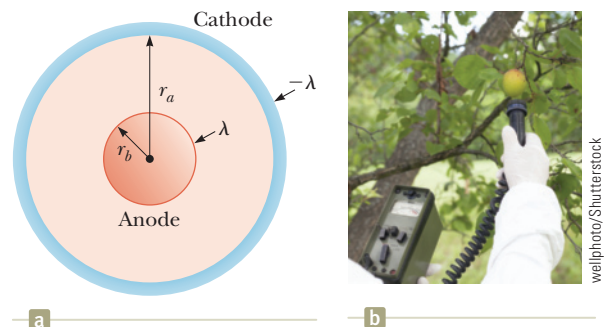 Cathode
−λ
r_a
λ
r_b
Anode
wellphoto/Shutterstock
a
b